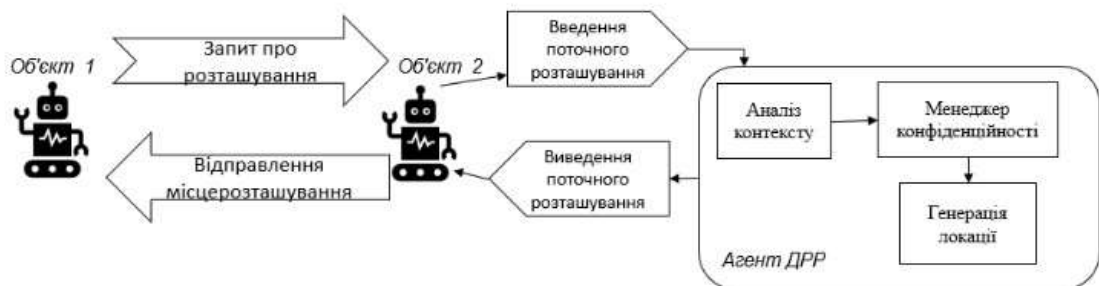 Об'єкт 1
Запит про
розташування
Об'єкт 2
Введення
поточного
розташування
Аналіз
контексту
Менеджер
конфіденційності
Генерація
локації
Агент ДРР
Виведення
поточного
розташування
Відправлення
місцерозташування